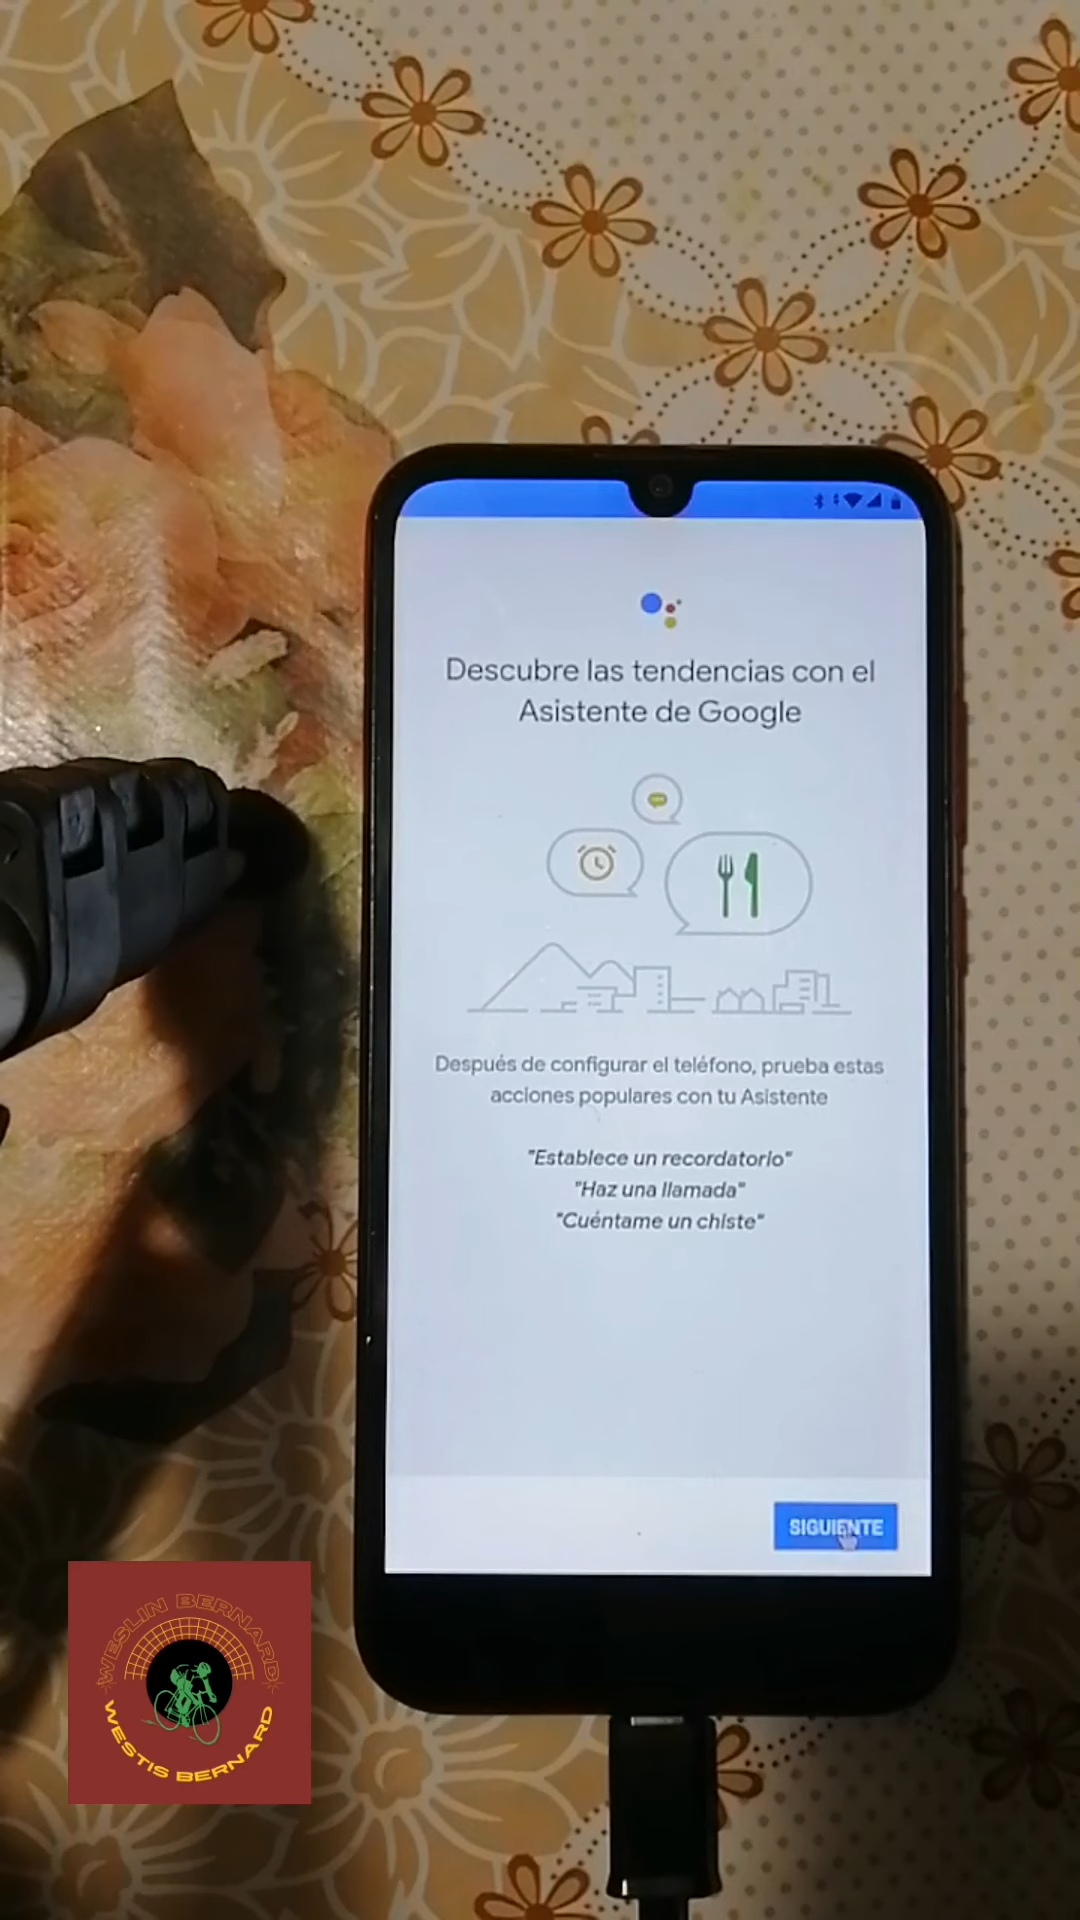 Descubre las tendencias con el
Asistente de Google
Después de configurar el teléfono, prueba estas
acciones populares con tu Asistente
"Establece un recordatorio"
"Haz una llamada"
"Cuéntame un chiste"
SIGUIENTE
WESLIN BERNARD
WESTIS BERNARD